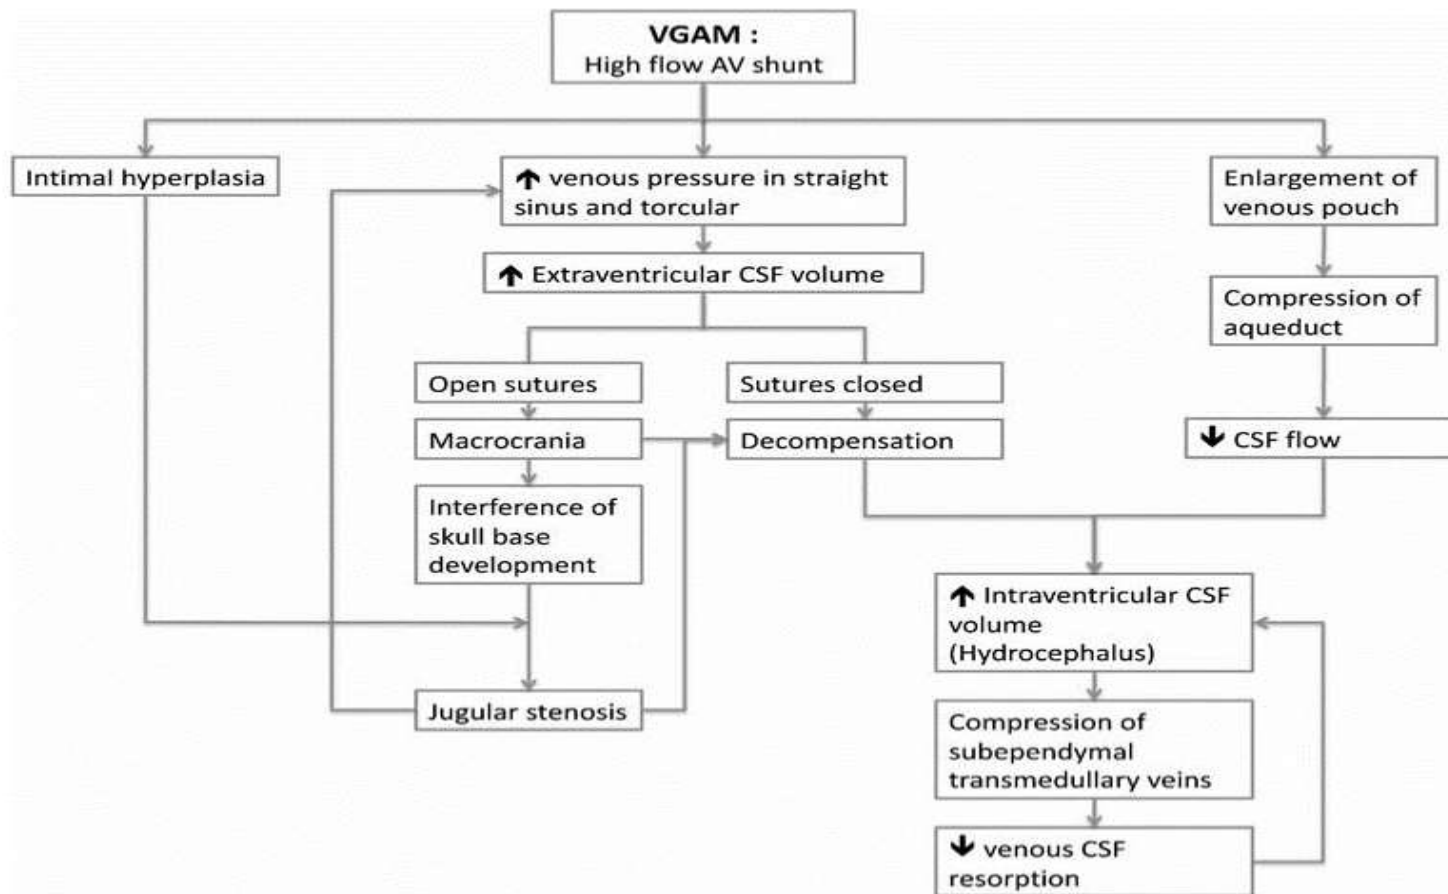 VGAM :
High flow AV shunt
Intimal hyperplasia
↑ venous pressure in straight
sinus and torcular
Enlargement of
venous pouch
↑ Extraventricular CSF volume
Compression of
aqueduct
Open sutures
Sutures closed
Macrocrania
Decompensation
↓ CSF flow
Interference of
skull base
development
↑ Intraventricular CSF
volume
(Hydrocephalus)
Jugular stenosis
Compression of
subependymal
transmedullary veins
↓ venous CSF
resorption